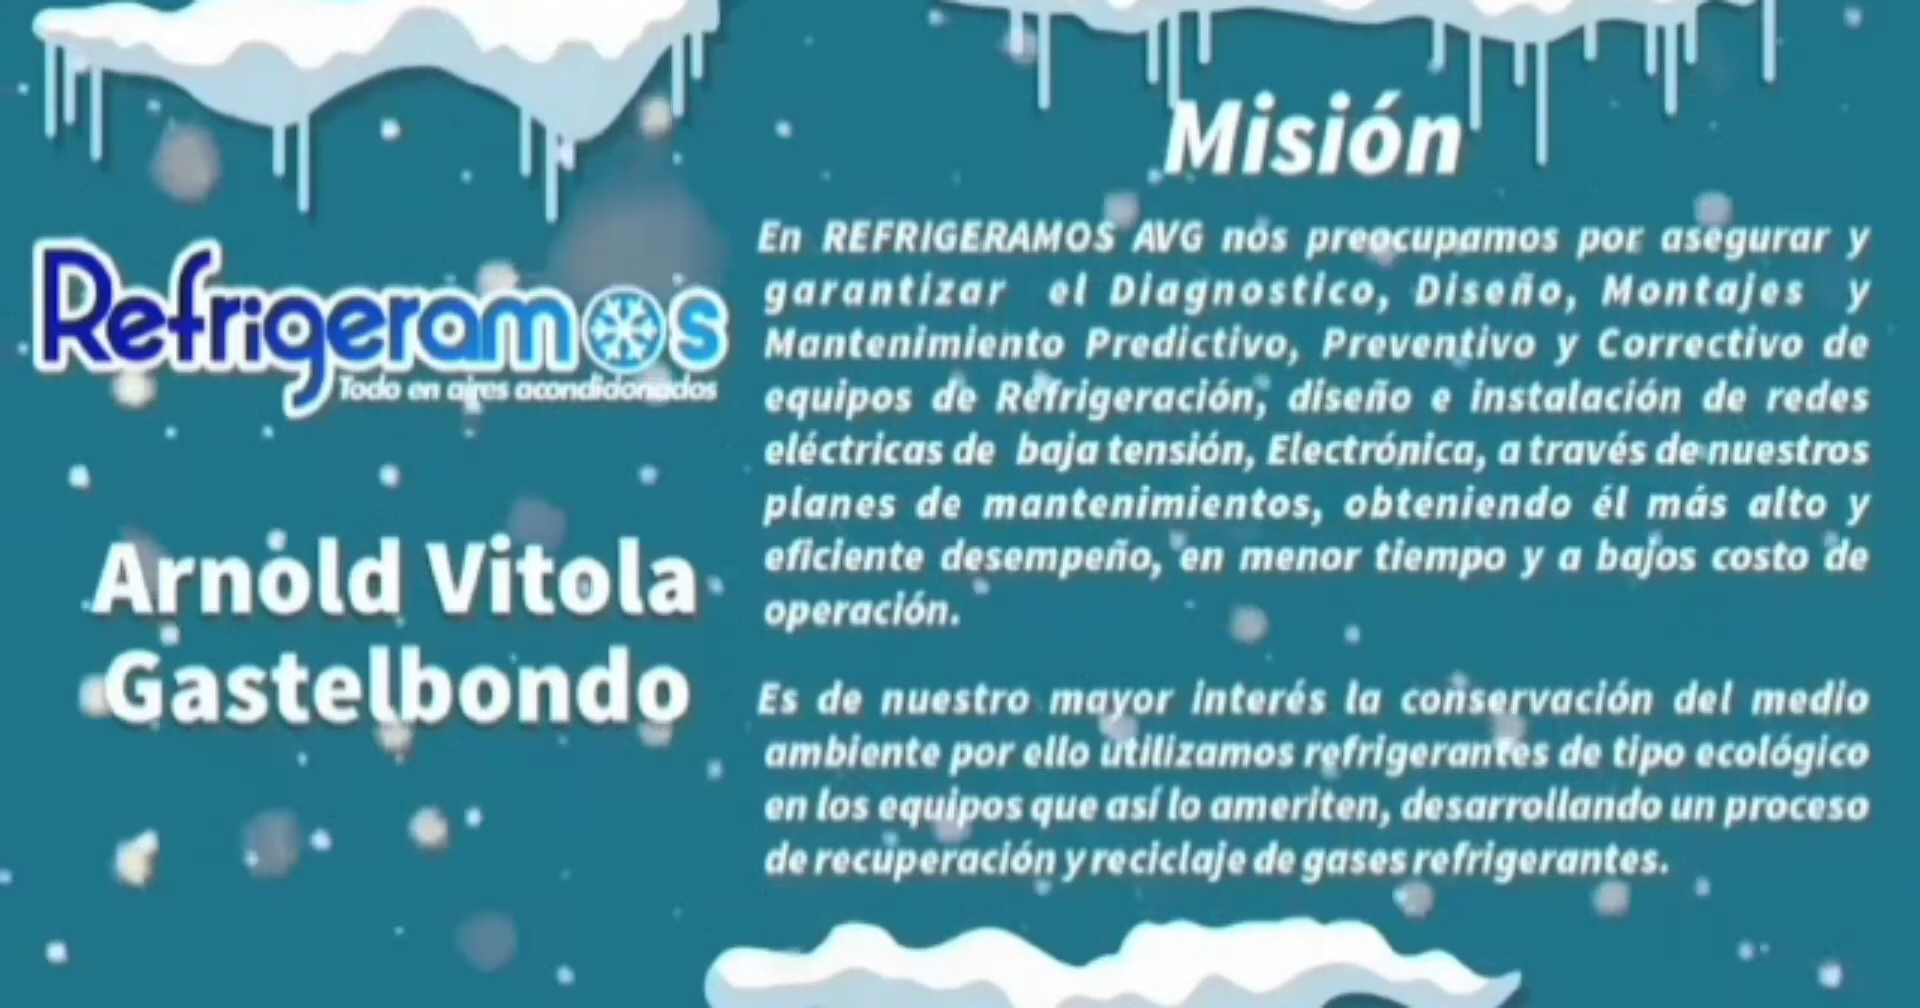 Refrigeramos
Todo en aires acondicionados
Arnold Vitola
Gastelbondo
Misión
En REFRIGERAMOS AVG nos preocupamos por asegurar y
garantizar el Diagnostico, Diseño, Montajes y
Mantenimiento Predictivo, Preventivo y Correctivo de
equipos de Refrigeración, diseño e instalación de redes
eléctricas de baja tensión, Electrónica, a través de nuestros
planes de mantenimientos, obteniendo él más alto y
eficiente desempeño, en menor tiempo y a bajos costo de
operación.
Es de nuestro mayor interés la conservación del medio
ambiente por ello utilizamos refrigerantes de tipo ecológico
en los equipos que así lo ameriten, desarrollando un proceso
de recuperación y reciclaje de gases refrigerantes.